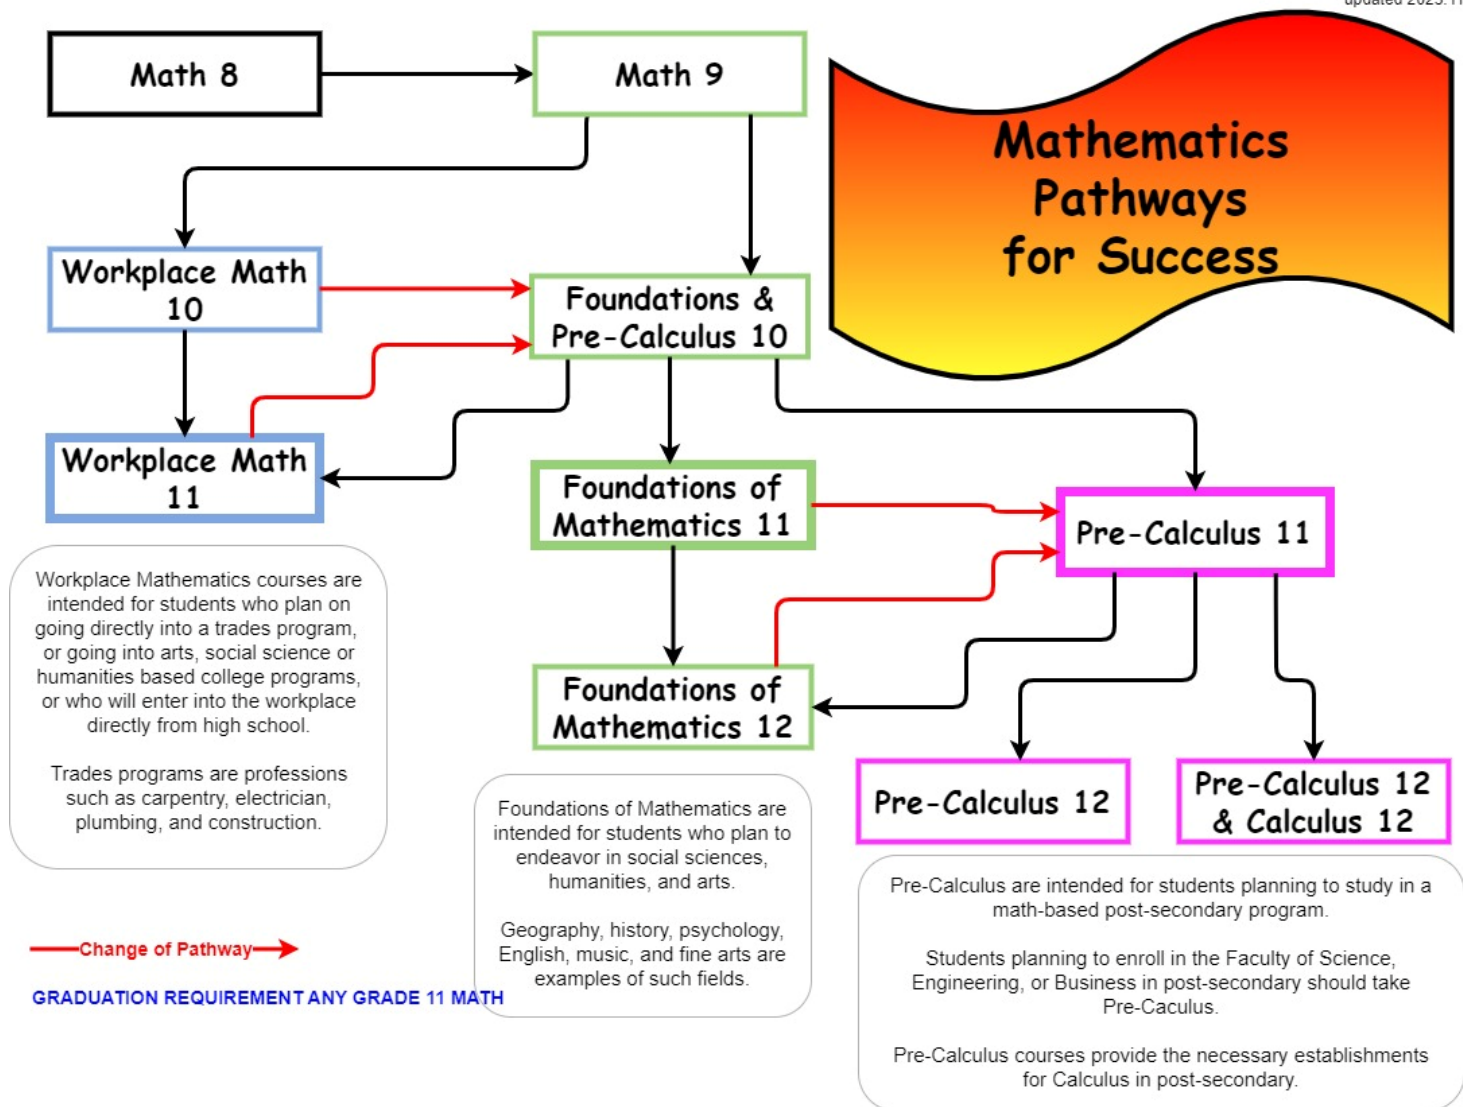 updated 2023.11
Math 8
Math 9
Mathematics
Pathways
for Success
Workplace Math
10
Foundations &
Pre-Calculus 10
Workplace Math
11
Foundations of
Mathematics 11
Pre-Calculus 11
Workplace Mathematics courses are
intended for students who plan on
going directly into a trades program,
or going into arts, social science or
humanities based college programs,
or who will enter into the workplace
directly from high school.
Trades programs are professions
such as carpentry, electrician,
plumbing, and construction.
Foundations of
Mathematics 12
Pre-Calculus 12
Pre-Calculus 12
& Calculus 12
Foundations of Mathematics are
intended for students who plan to
endeavor in social sciences,
humanities, and arts.
Geography, history, psychology,
English, music, and fine arts are
examples of such fields.
Pre-Calculus are intended for students planning to study in a
math-based post-secondary program.
Students planning to enroll in the Faculty of Science,
Engineering, or Business in post-secondary should take
Pre-Caculus.
Pre-Calculus courses provide the necessary establishments
for Calculus in post-secondary.
Change of Pathway
GRADUATION REQUIREMENT ANY GRADE 11 MATH